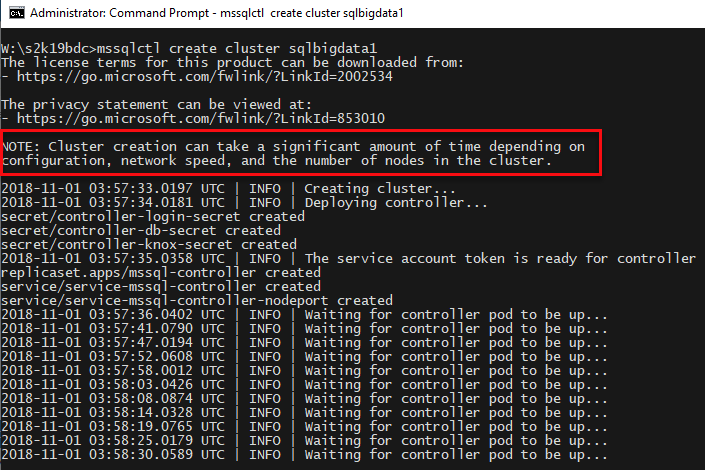 Administrator: Command Prompt - mssqlctl  create cluster sqlbigdata1
W:\s2k19bdc>mssqlctl create cluster sqlbigdata1
The license terms for this product can be downloaded from:
- https://go.microsoft.com/fwlink/?LinkId=2002534
The privacy statement can be viewed at:
- https://go.microsoft.com/fwlink/?LinkId=853010
NOTE: Cluster creation can take a significant amount of time depending on
configuration, network speed, and the number of nodes in the cluster.
2018-11-01 03:57:33.0197 UTC | INFO | Creating cluster...
2018-11-01 03:57:34.0181 UTC | INFO | Deploying controller...
secret/controller-login-secret created
secret/controller-db-secret created
secret/controller-knox-secret created
2018-11-01 03:57:35.0358 UTC | INFO | The service account token is ready for controller
replicaset.apps/mssql-controller created
service/service-mssql-controller created
service/service-mssql-controller-nodeport created
2018-11-01 03:57:36.0402 UTC | INFO | Waiting for controller pod to be up...
2018-11-01 03:57:41.0790 UTC | INFO | Waiting for controller pod to be up...
2018-11-01 03:57:47.0194 UTC | INFO | Waiting for controller pod to be up...
2018-11-01 03:57:52.0608 UTC | INFO | Waiting for controller pod to be up...
2018-11-01 03:57:58.0012 UTC | INFO | Waiting for controller pod to be up...
2018-11-01 03:58:03.0426 UTC | INFO | Waiting for controller pod to be up...
2018-11-01 03:58:08.0874 UTC | INFO | Waiting for controller pod to be up...
2018-11-01 03:58:14.0328 UTC | INFO | Waiting for controller pod to be up...
2018-11-01 03:58:19.0765 UTC | INFO | Waiting for controller pod to be up...
2018-11-01 03:58:25.0179 UTC | INFO | Waiting for controller pod to be up...
2018-11-01 03:58:30.0589 UTC | INFO | Waiting for controller pod to be up...